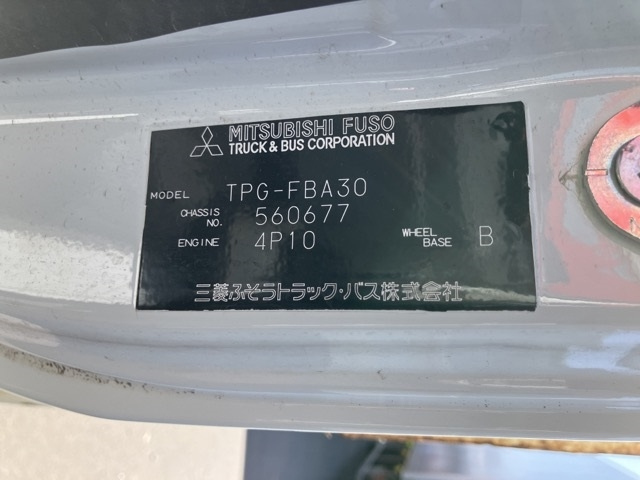 MITSUBISHI FUSO
TRUCK & BUS CORPORATION
MODEL TPG-FBA30
CHASSIS NO. 560677
ENGINE 4P10 WHEEL BASE B
三菱ふそうトラック・バス株式会社